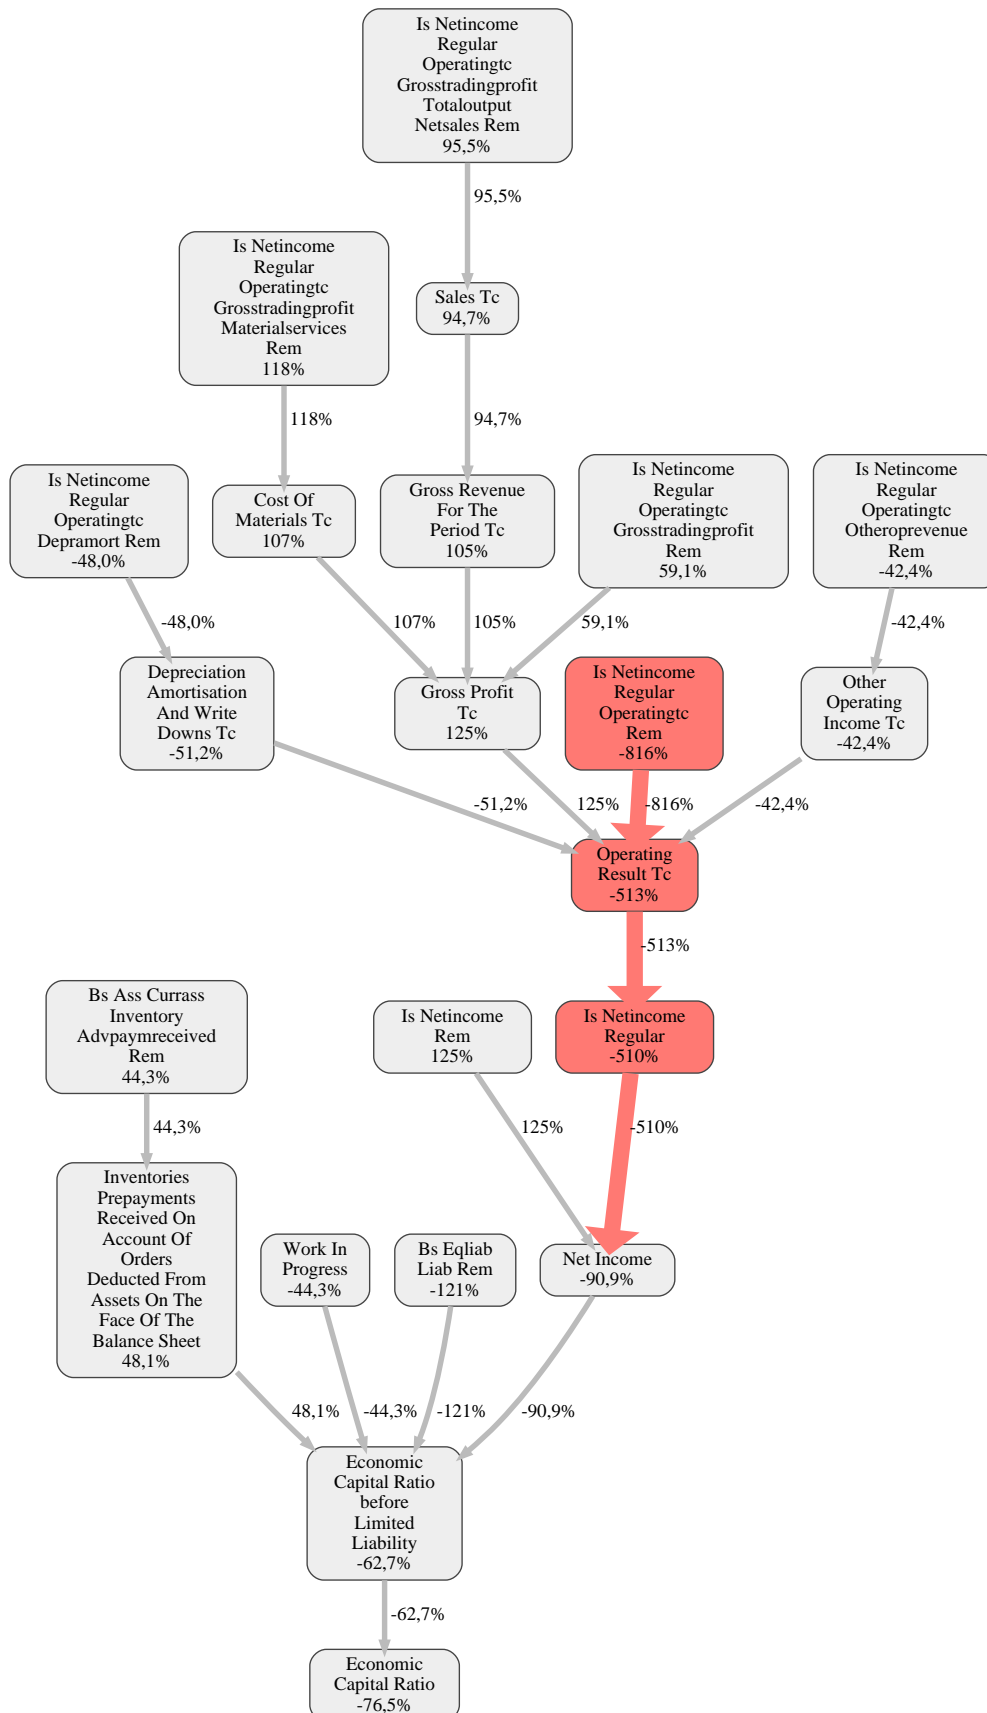 Is Netincome
Regular
Operatingtc
Grosstradingprofit
Totaloutput
Netsales Rem
95,5%
95,5%
Is Netincome
Regular
Operatingtc
Grosstradingprofit
Materialservices
Rem
118%
Sales Tc
94,7%
118%
94,7%
Is Netincome
Regular
Operatingtc
Depramort Rem
-48,0%
Cost Of
Materials Tc
107%
Gross Revenue
For The
Period Tc
105%
Is Netincome
Regular
Operatingtc
Grosstradingprofit
Rem
59,1%
Is Netincome
Regular
Operatingtc
Otheroprevenue
Rem
-42,4%
-48,0%
107%
105%
59,1%
-42,4%
Depreciation
Amortisation
And Write
Downs Tc
-51,2%
Gross Profit
Tc
125%
Is Netincome
Regular
Operatingtc
Rem
-816%
Other
Operating
Income Tc
-42,4%
-51,2%
125%
-816%
-42,4%
Operating
Result Tc
-513%
-513%
Bs Ass Currass
Inventory
Advpaymreceived
Rem
44,3%
Is Netincome
Rem
125%
Is Netincome
Regular
-510%
44,3%
125%
-510%
Inventories
Prepayments
Received On
Account Of
Orders
Deducted From
Assets On The
Face Of The
Balance Sheet
48,1%
Work In
Progress
-44,3%
Bs Eqliab
Liab Rem
-121%
Net Income
-90,9%
48,1%
-44,3%
-121%
-90,9%
Economic
Capital Ratio
before
Limited
Liability
-62,7%
-62,7%
Economic
Capital Ratio
-76,5%